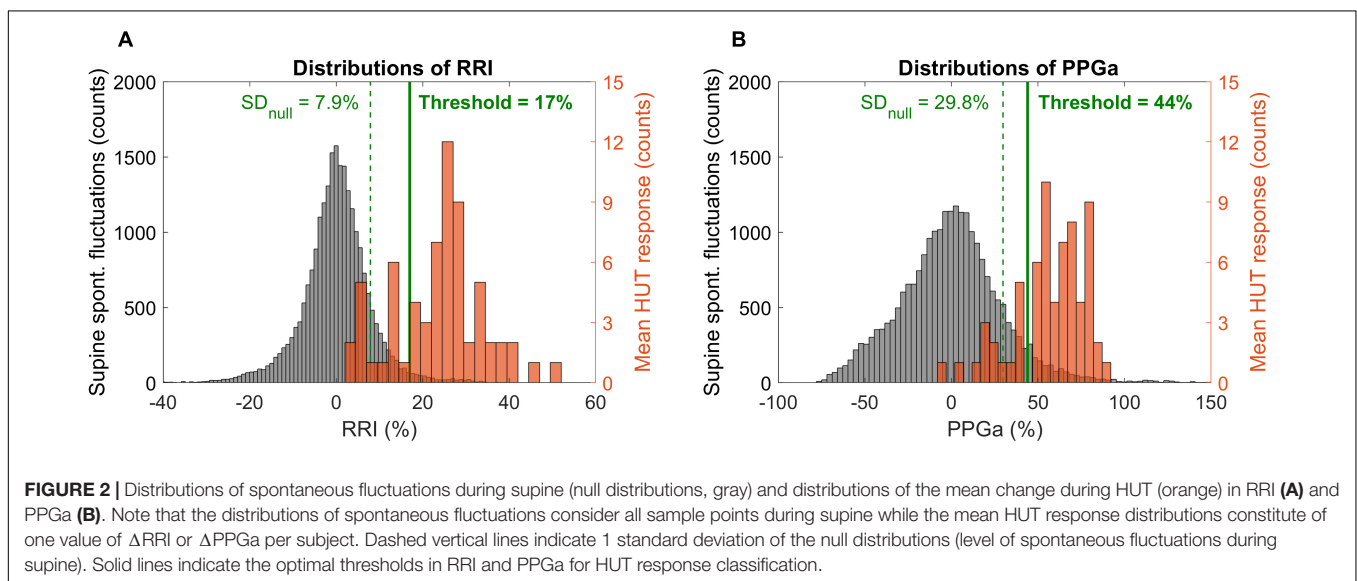 A
Distributions of RRI
SDnull = 7.9%
Threshold = 17%
Supine spont. fluctuations (counts)
2000
1500
1000
500
0
-40
-20
0
20
40
60
RRI (%)
15
12
9
6
3
0
Mean HUT response (counts)
B
Distributions of PPGa
SDnull = 29.8%
Threshold = 44%
Supine spont. fluctuations (counts)
2000
1500
1000
500
0
-100
-50
0
50
100
150
PPGa (%)
15
12
9
6
3
0
Mean HUT response (counts)
FIGURE 2 | Distributions of spontaneous fluctuations during supine (null distributions, gray) and distributions of the mean change during HUT (orange) in RRI (A) and
PPGa (B). Note that the distributions of spontaneous fluctuations consider all sample points during supine while the mean HUT response distributions constitute of
one value of ΔRRI or ΔPPGa per subject. Dashed vertical lines indicate 1 standard deviation of the null distributions (level of spontaneous fluctuations during
supine). Solid lines indicate the optimal thresholds in RRI and PPGa for HUT response classification.